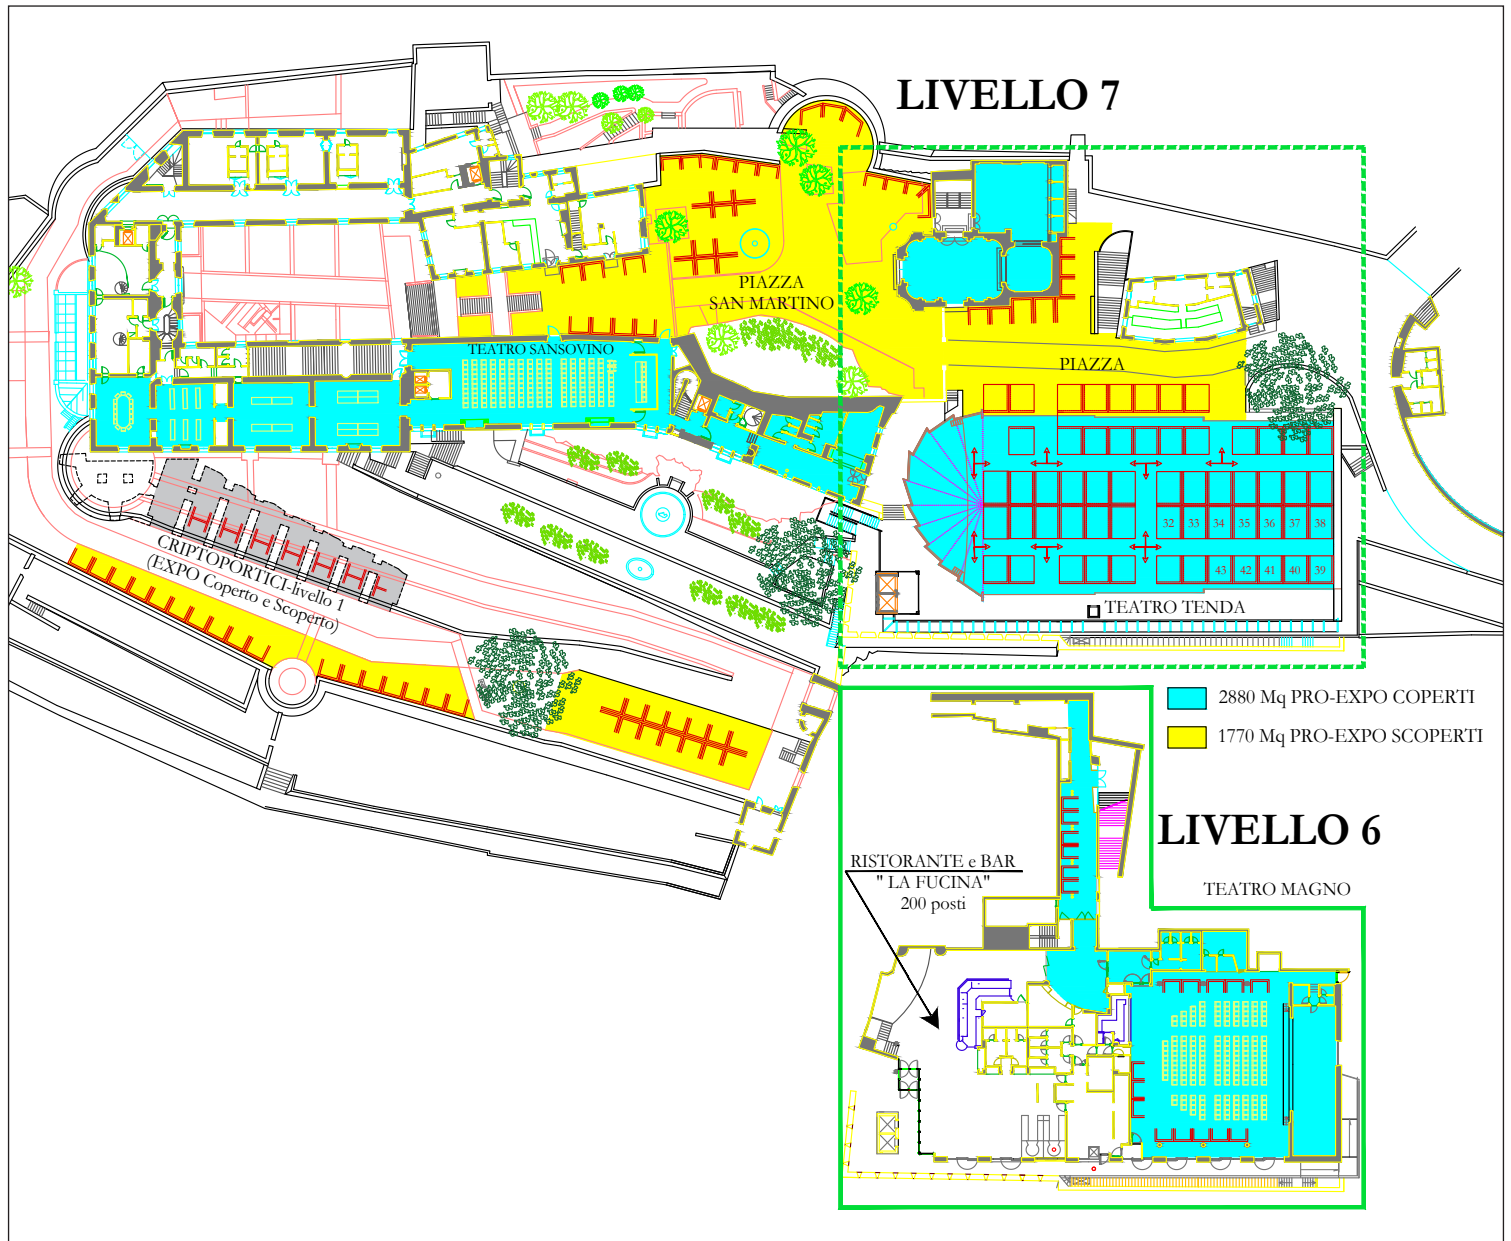 LIVELLO 7
PIAZZA
SAN MARTINO
TEATRO SANSOVINO
PIAZZA
32 33 34 35 36 37 38
43 42 41 40 39
TEATRO TENDA
CRIPTOPORTICI-livello 1
(EXPO Coperto e Scoperto)
2880 Mq PRO-EXPO COPERTI
1770 Mq PRO-EXPO SCOPERTI
LIVELLO 6
RISTORANTE e BAR
" LA FUCINA"
200 posti
TEATRO MAGNO